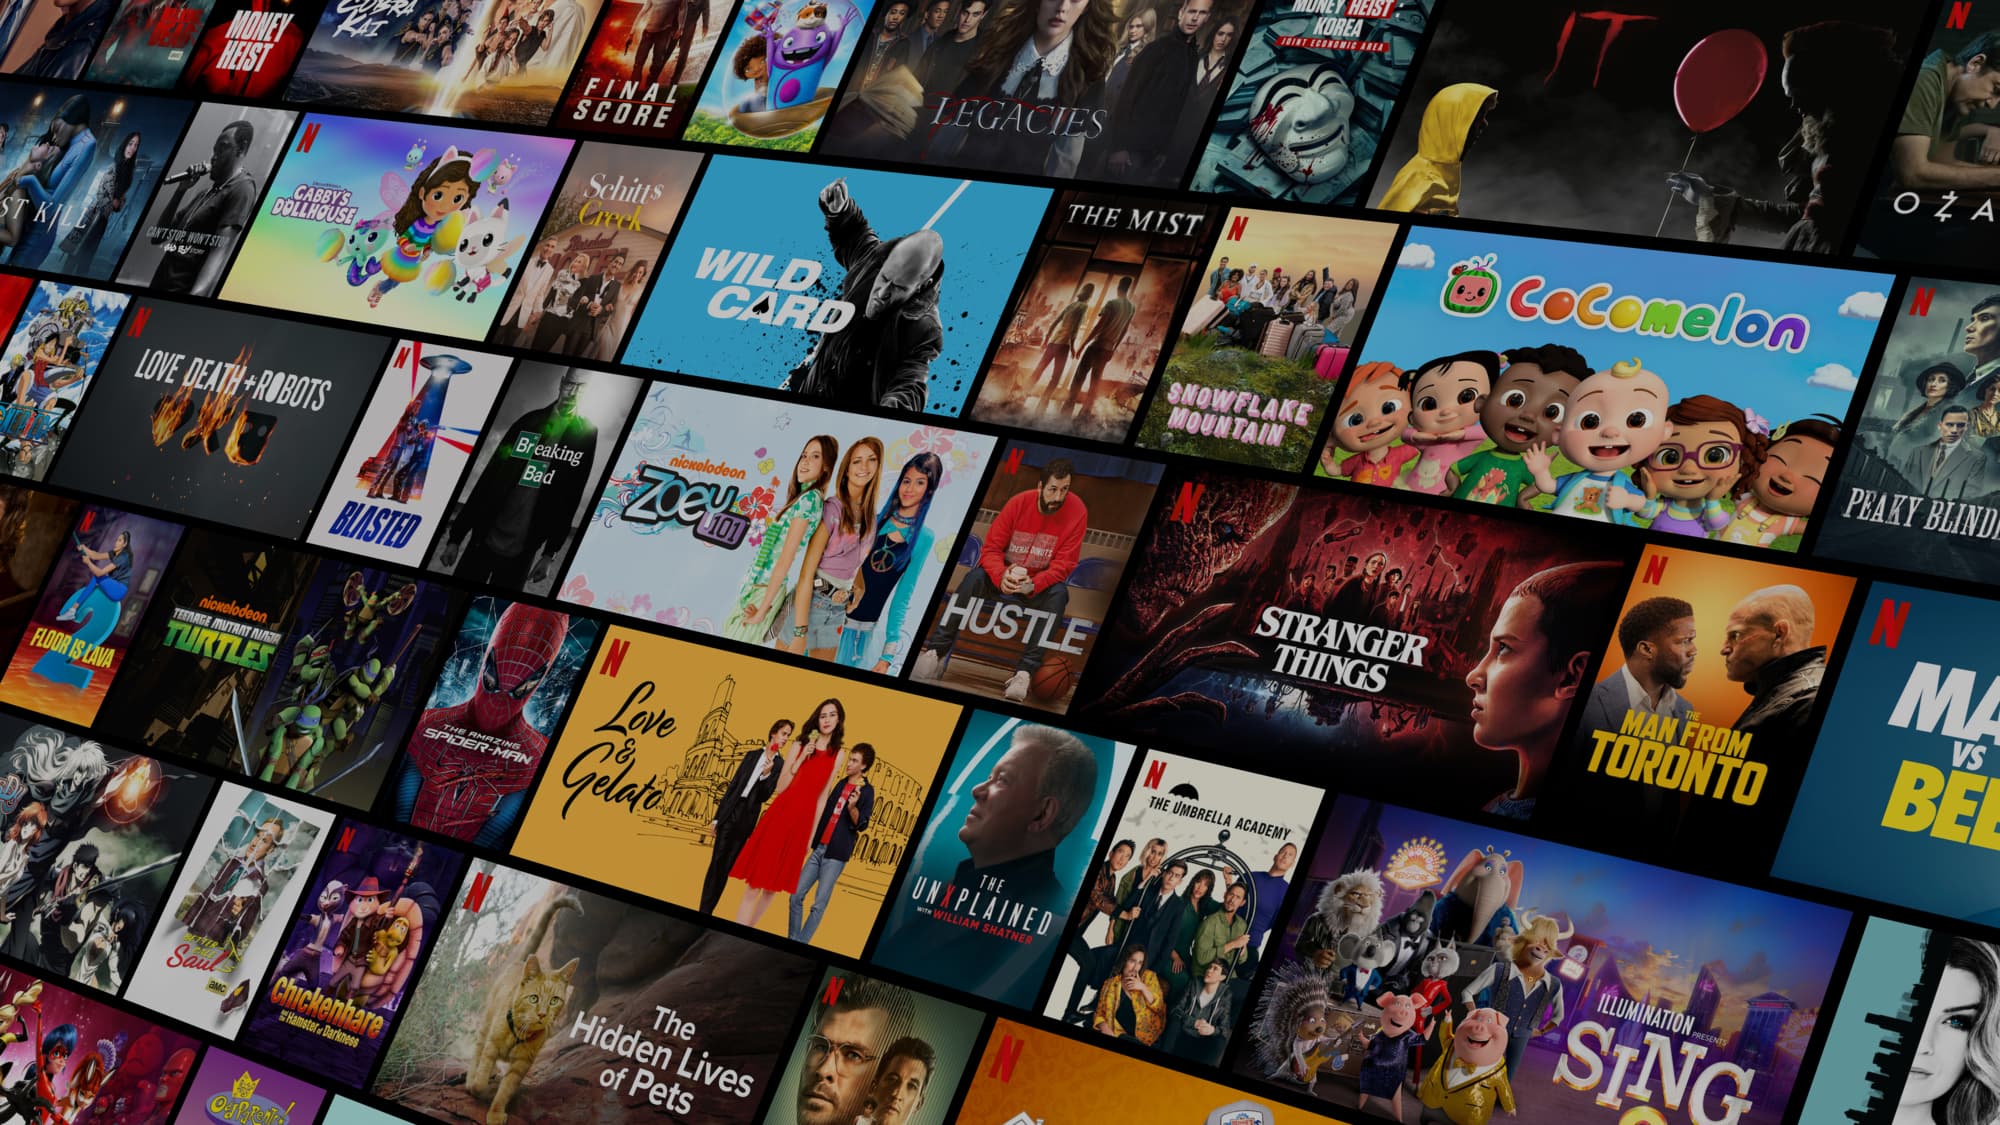 MONEY
HEIST
COBRA
KAI
FINAL
SCORE
LEGACIES
MONEY HEIST:
KOREA
JOINT ECONOMIC AREA
IT
N
ST KILL
CAN'T STOP, WON'T STOP
N
GABBY'S
DOLLHOUSE
Schitt's
Creek
WILD
CARD
THE MIST
N
SNOWFLAKE
MOUNTAIN
CoComelon
OZA
N
PEAKY BLINDE
N
LOVE DEATH + ROBOTS
N
BLASTED
Breaking
Bad
nickelodeon
Zoey
101
N
HUSTLE
N
STRANGER
THINGS
N
THE
MAN FROM
TORONTO
N
MA
VS
BEE
N
2
FLOOR IS LAVA
nickelodeon
TEENAGE MUTANT NINJA
TURTLES
THE AMAZING
SPIDER-MAN
N
Love
&
Gelato
THE
UNXPLAINED
WITH WILLIAM SHATNER
N
THE UMBRELLA ACADEMY
ILLUMINATION PRESENTS
SING
BETTER
CALL
Saul
amc
N
Chickenhare
and the Hamster of Darkness
N
The
Hidden Lives
of Pets
N
N
OddParents!